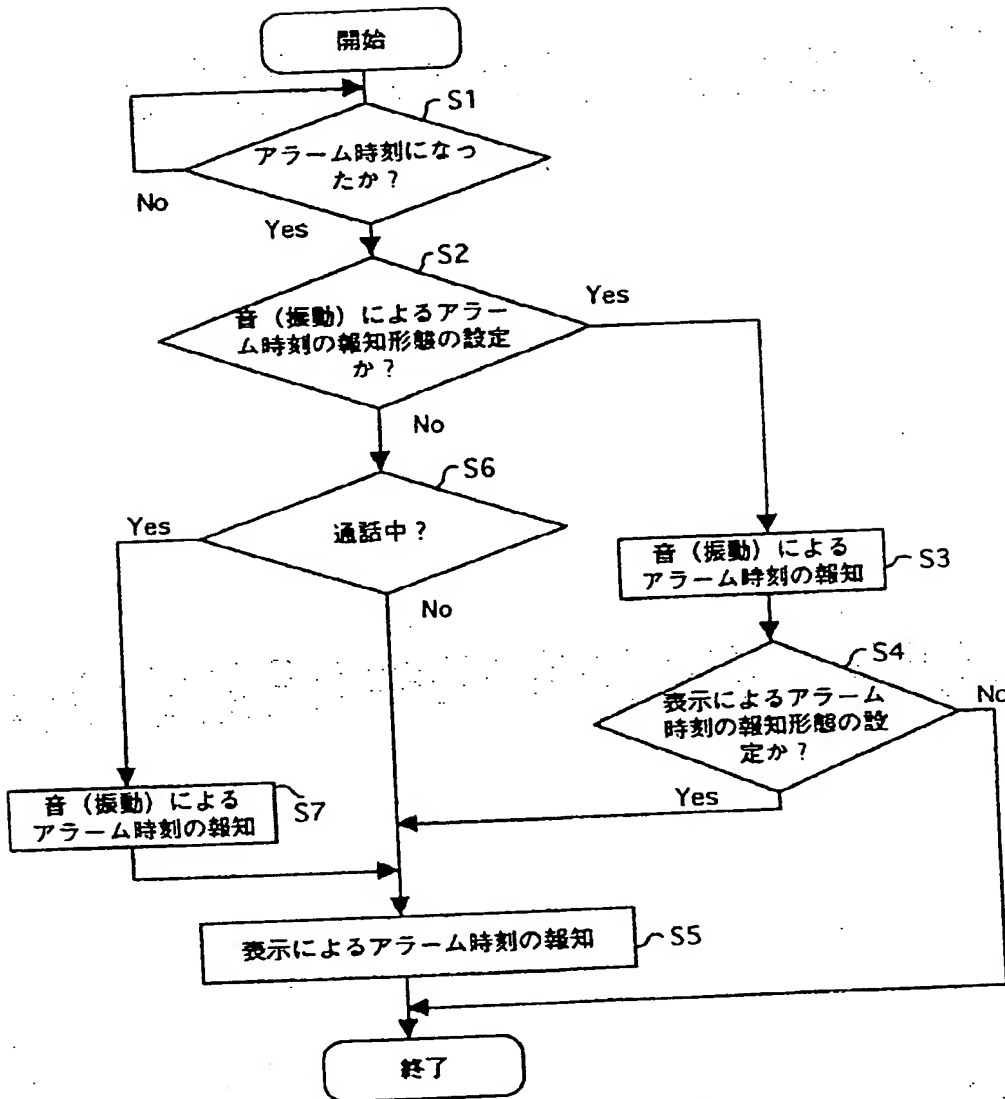 開始
S1
アラーム時刻になっ
たか?
No
Yes
S2
音(振動)によるアラー
ム時刻の報知形態の設定
か?
Yes
No
S6
通話中?
Yes
No
音(振動)による
アラーム時刻の報知
S3
S4
表示によるアラーム
時刻の報知形態の設
定か?
No
Yes
音(振動)による
アラーム時刻の報知
S7
表示によるアラーム時刻の報知
S5
終了